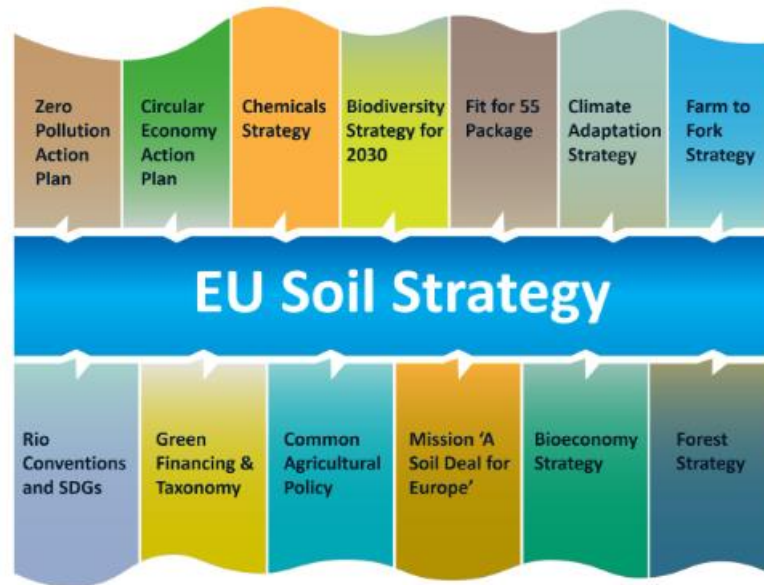 Zero
Pollution
Action
Plan
Circular
Economy
Action
Plan
Chemicals
Strategy
Biodiversity
Strategy for
2030
Fit for 55
Package
Climate
Adaptation
Strategy
Farm to
Fork
Strategy
EU Soil Strategy
Rio
Conventions
and SDGs
Green
Financing &
Taxonomy
Common
Agricultural
Policy
Mission ‘A
Soil Deal for
Europe’
Bioeconomy
Strategy
Forest
Strategy